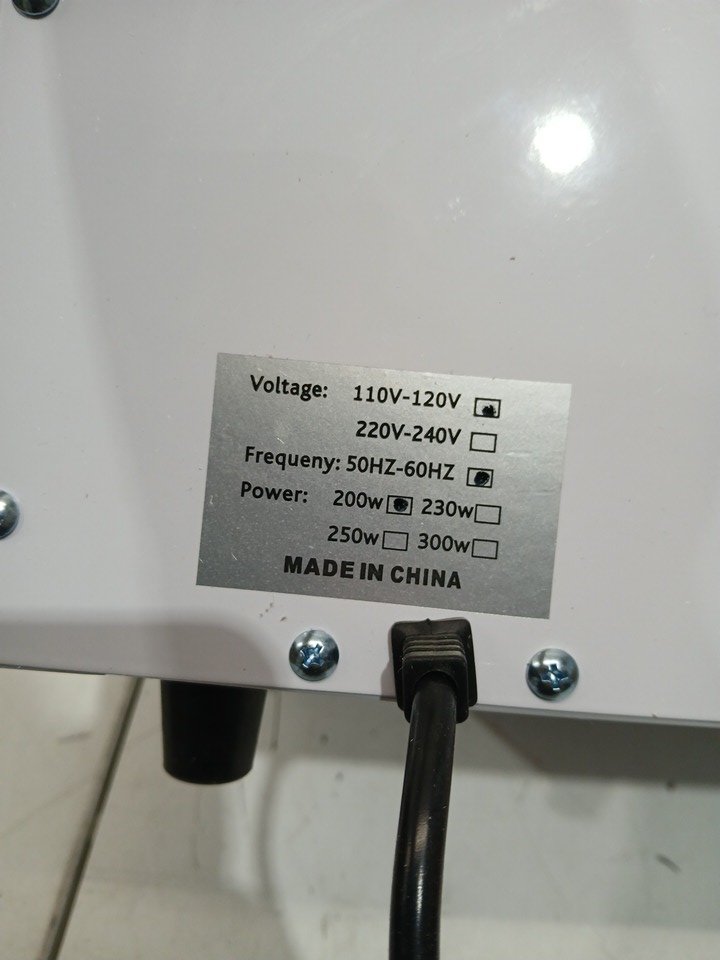 Voltage: 110V-120V
220V-240V
Frequeny: 50HZ-60HZ
Power: 200w 230w
250w 300w
MADE IN CHINA